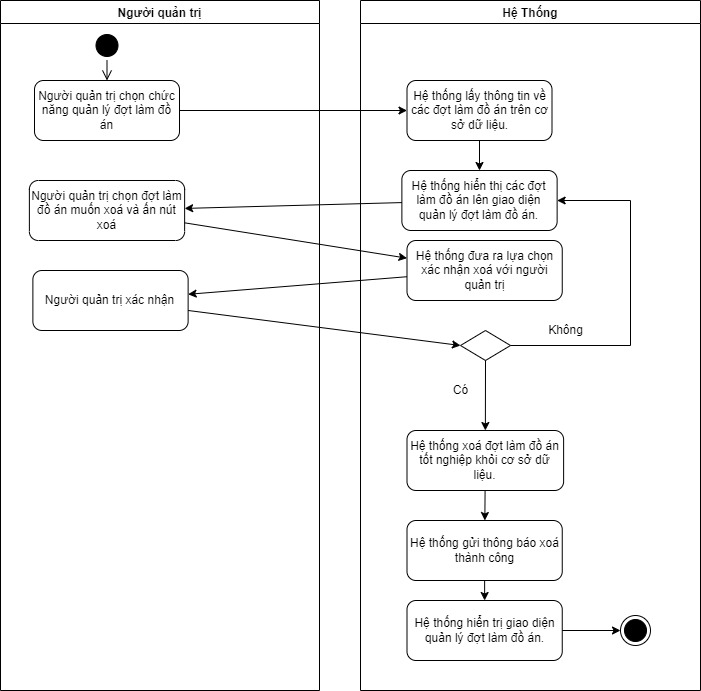 Người quản trị
Hệ Thống
Người quản trị chọn chức
năng quản lý đợt làm đồ
án
Hệ thống lấy thông tin về
các đợt làm đồ án trên cơ
sở dữ liệu.
Hệ thống hiển thị các đợt
làm đồ án lên giao diện
quản lý đợt làm đồ án.
Người quản trị chọn đợt làm
đồ án muốn xoá và ấn nút
xoá
Hệ thống đưa ra lựa chọn
xác nhận xoá với người
quản trị
Người quản trị xác nhận
Không
Có
Hệ thống xoá đợt làm đồ án
tốt nghiệp khỏi cơ sở dữ
liệu.
Hệ thống gửi thông báo xoá
thành công
Hệ thống hiển trị giao diện
quản lý đợt làm đồ án.